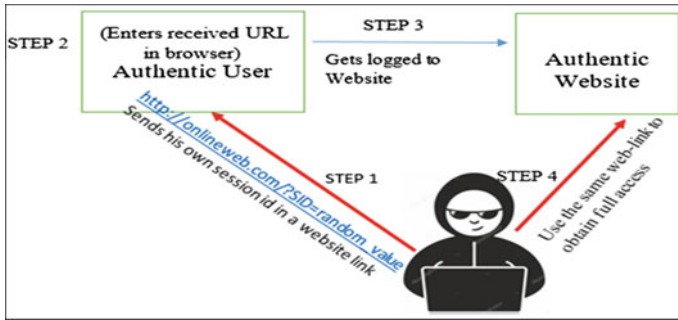 STEP 2
(Enters received URL
in browser)
Authentic User
STEP 3
Gets logged to
Website
Authentic
Website
http://onlineweb.com/?SID=random_value
Sends his own session id in a website link
STEP 1
STEP 4
Use the same web-link to
obtain full access